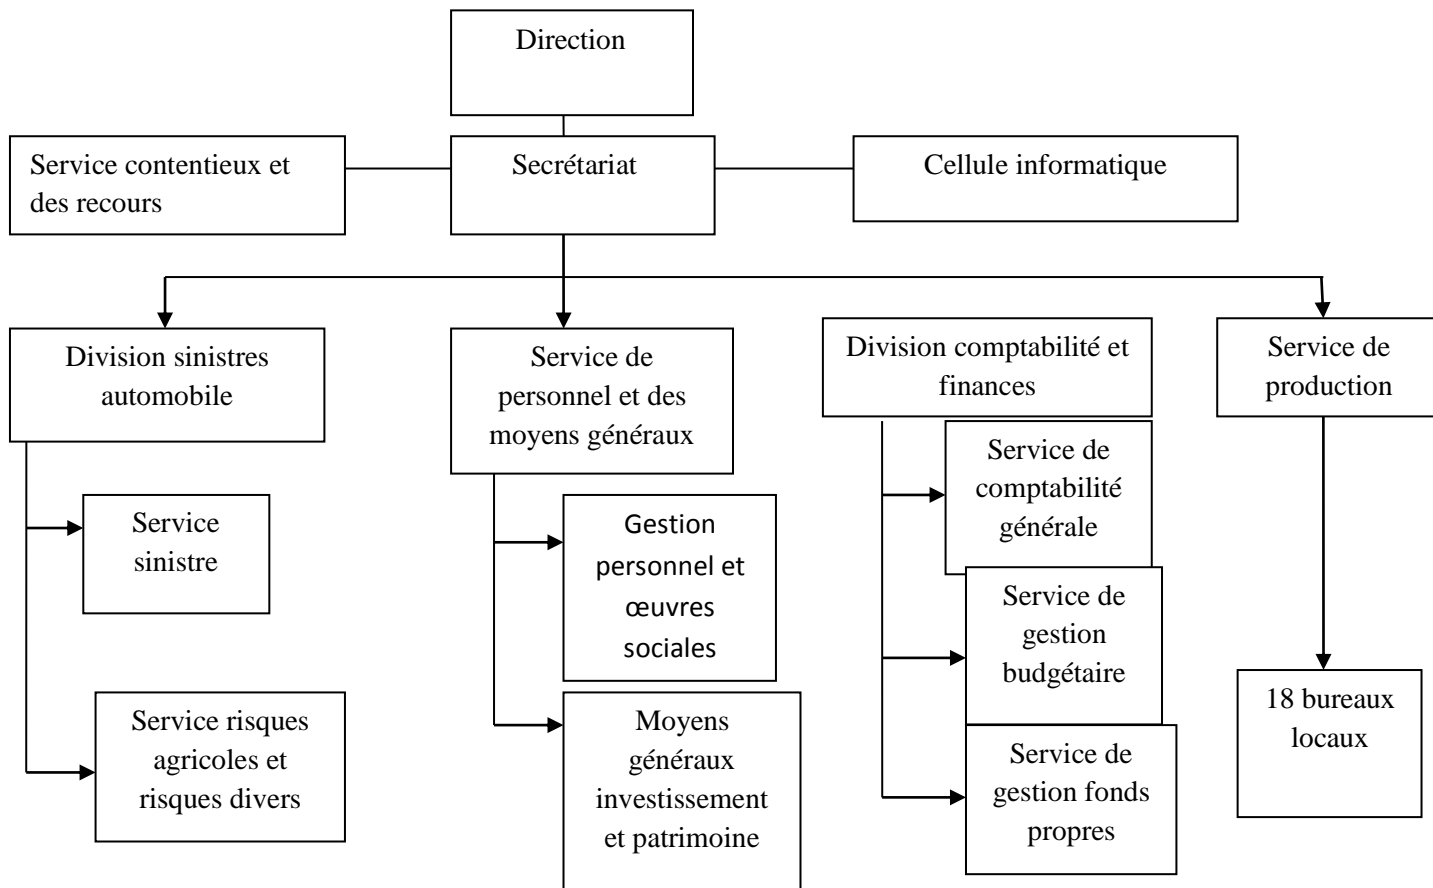 Direction
Service contentieux et
des recours
Secrétariat
Cellule informatique
Division sinistres
automobile
Service de
personnel et des
moyens généraux
Division comptabilité et
finances
Service de
production
Service
sinistre
Gestion
personnel et
œuvres
sociales
Service de
comptabilité
générale
Service de
gestion
budgétaire
18 bureaux
locaux
Service risques
agricoles et
risques divers
Moyens
généraux
investissement
et patrimoine
Service de
gestion fonds
propres